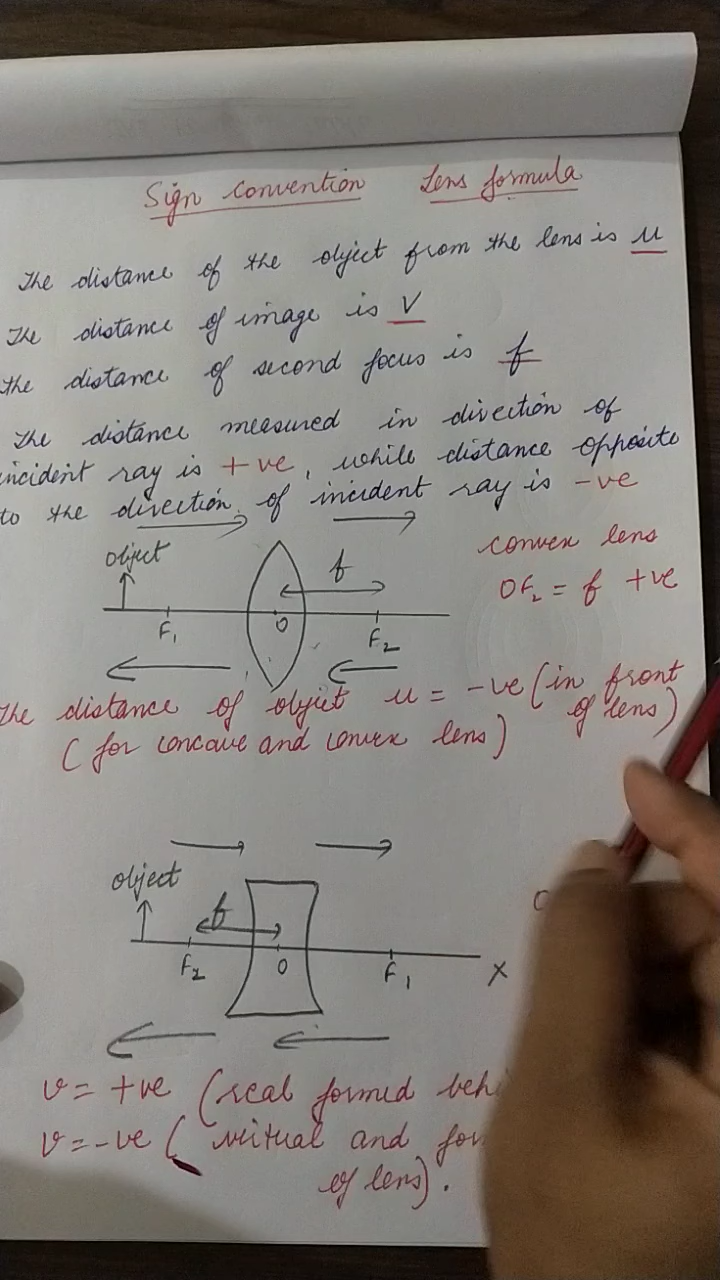 Sign convention Lens formula
The distance of the object from the lens is u
The distance of image is V
the distance of second focus is f
The distance measured in direction of
incident ray is +ve, while distance opposite
to the direction of incident ray is -ve
object
f
convex lens
OF₂ = f +ve
F₁ O F₂
The distance of object u = -ve (in front
of lens)
(for concave and convex lens)
object
f
F₂ O F₁ X
v = +ve (real formed
v = -ve ( virtual and
of lens).